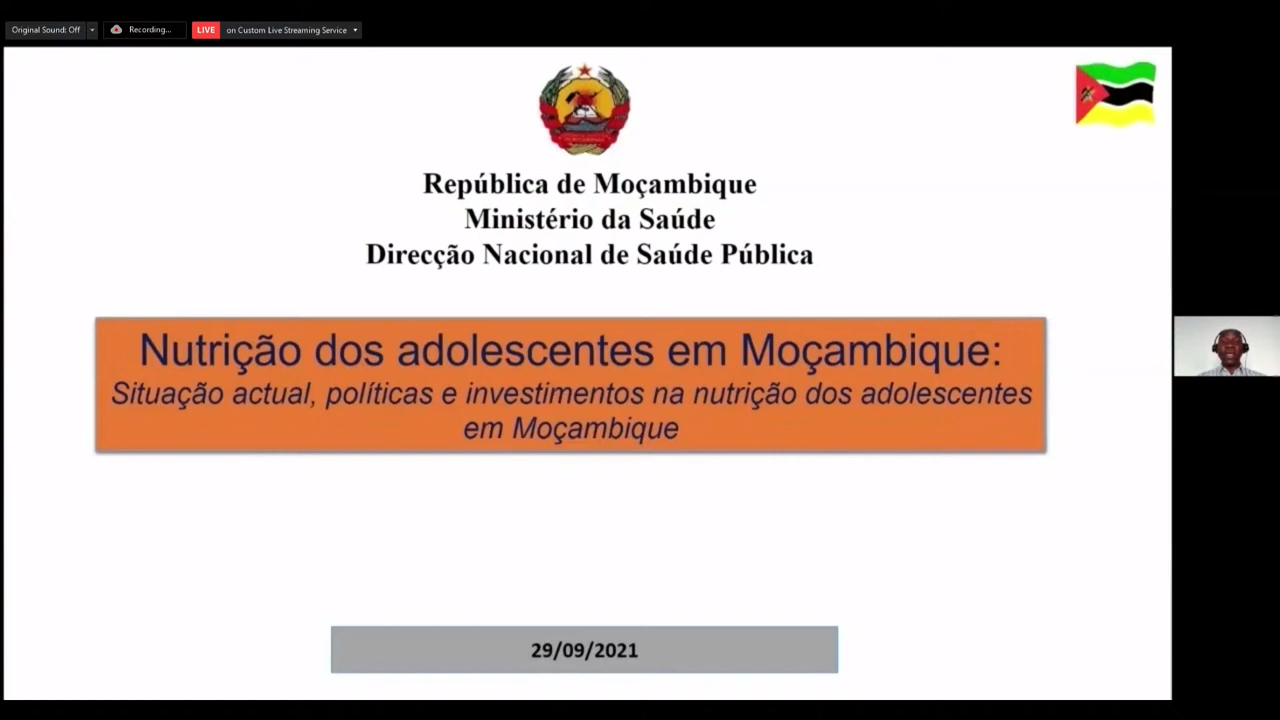 Original Sound: Off
Recording...
LIVE
on Custom Live Streaming Service
República de Moçambique
Ministério da Saúde
Direcção Nacional de Saúde Pública
Nutrição dos adolescentes em Moçambique:
Situação actual, políticas e investimentos na nutrição dos adolescentes
em Moçambique
29/09/2021